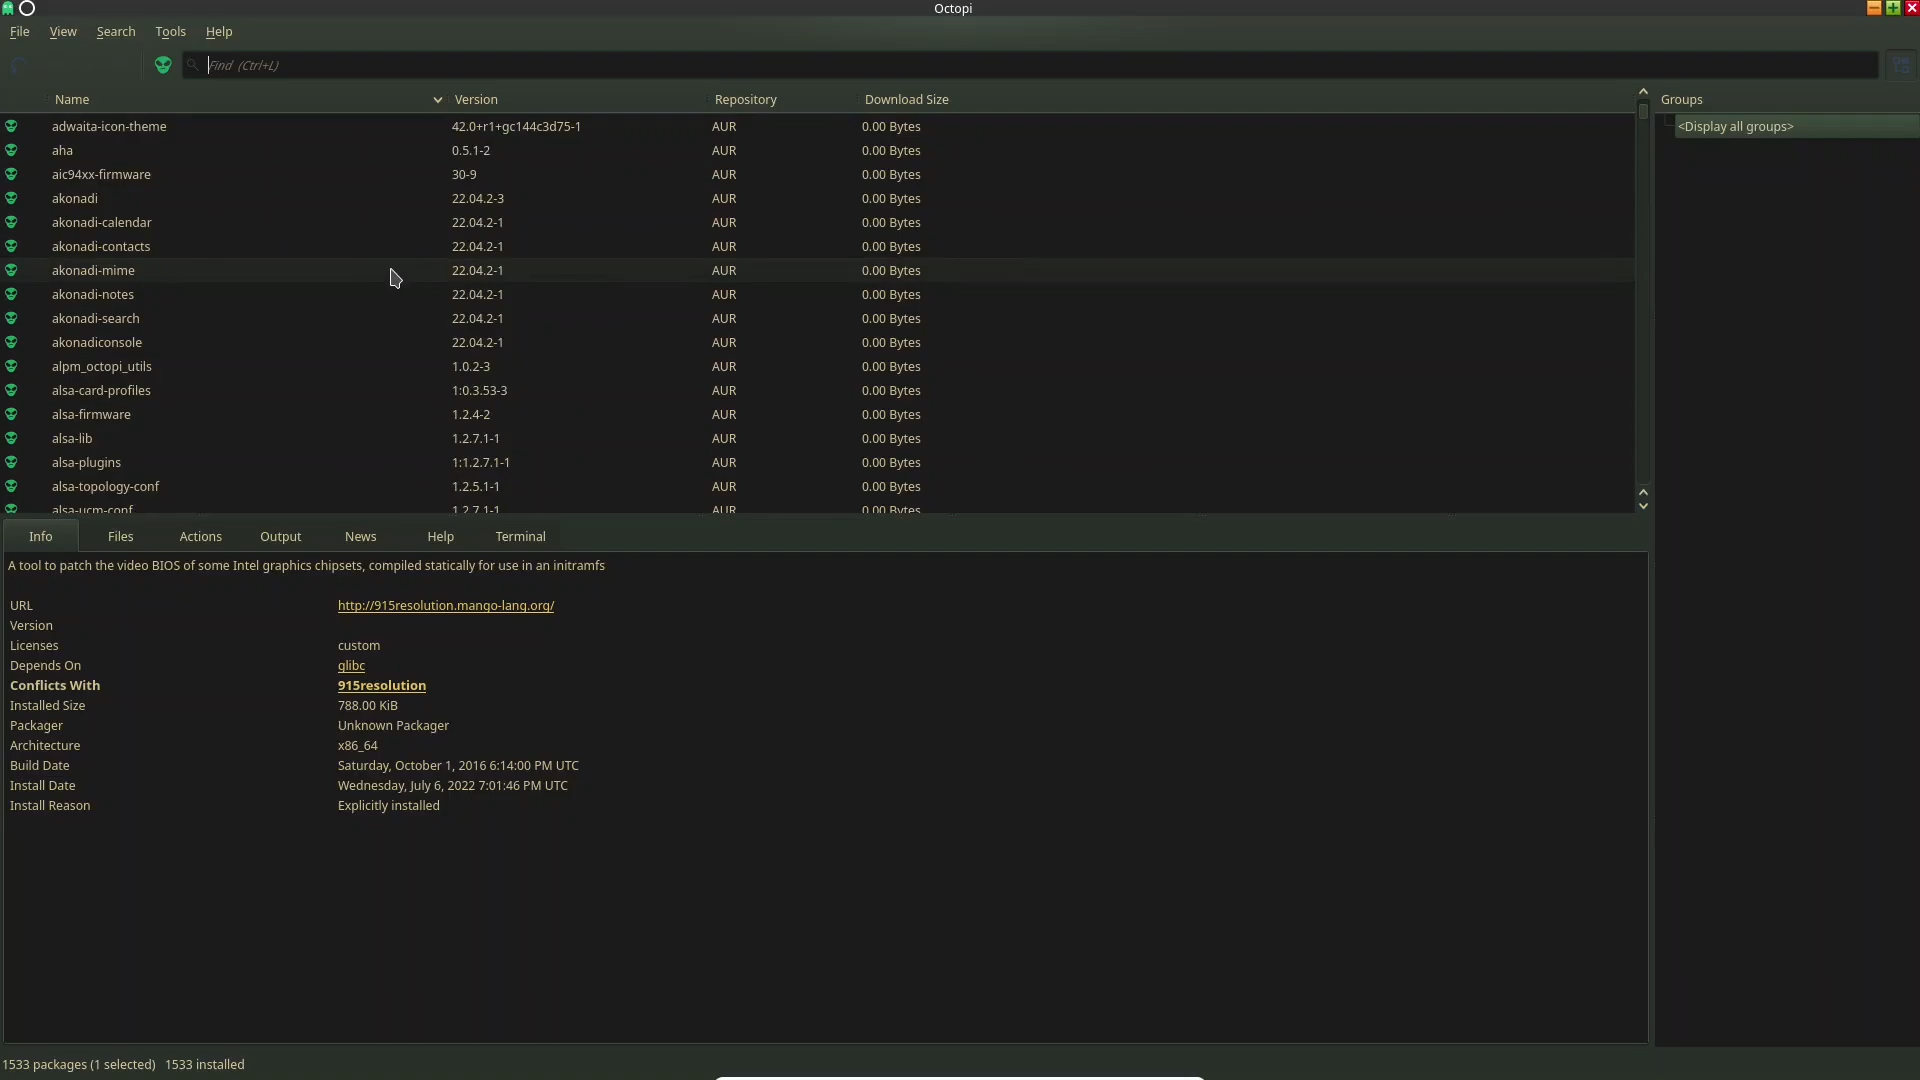 Octopi
File View Search Tools Help
Find (Ctrl+L)
Name Version Repository Download Size
adwaita-icon-theme 42.0+r1+gc144c3d75-1 AUR 0.00 Bytes
aha 0.5.1-2 AUR 0.00 Bytes
aic94xx-firmware 30-9 AUR 0.00 Bytes
akonadi 22.04.2-3 AUR 0.00 Bytes
akonadi-calendar 22.04.2-1 AUR 0.00 Bytes
akonadi-contacts 22.04.2-1 AUR 0.00 Bytes
akonadi-mime 22.04.2-1 AUR 0.00 Bytes
akonadi-notes 22.04.2-1 AUR 0.00 Bytes
akonadi-search 22.04.2-1 AUR 0.00 Bytes
akonadiconsole 22.04.2-1 AUR 0.00 Bytes
alpm_octopi_utils 1.0.2-3 AUR 0.00 Bytes
alsa-card-profiles 1:0.3.53-3 AUR 0.00 Bytes
alsa-firmware 1.2.4-2 AUR 0.00 Bytes
alsa-lib 1.2.7.1-1 AUR 0.00 Bytes
alsa-plugins 1:1.2.7.1-1 AUR 0.00 Bytes
alsa-topology-conf 1.2.5.1-1 AUR 0.00 Bytes
alsa-ucm-conf 1.2.7.1-1 AUR 0.00 Bytes
Groups
<Display all groups>
Info Files Actions Output News Help Terminal
A tool to patch the video BIOS of some Intel graphics chipsets, compiled statically for use in an initramfs
URL http://915resolution.mango-lang.org/
Version
Licenses custom
Depends On glibc
Conflicts With 915resolution
Installed Size 788.00 KiB
Packager Unknown Packager
Architecture x86_64
Build Date Saturday, October 1, 2016 6:14:00 PM UTC
Install Date Wednesday, July 6, 2022 7:01:46 PM UTC
Install Reason Explicitly installed
1533 packages (1 selected) 1533 installed